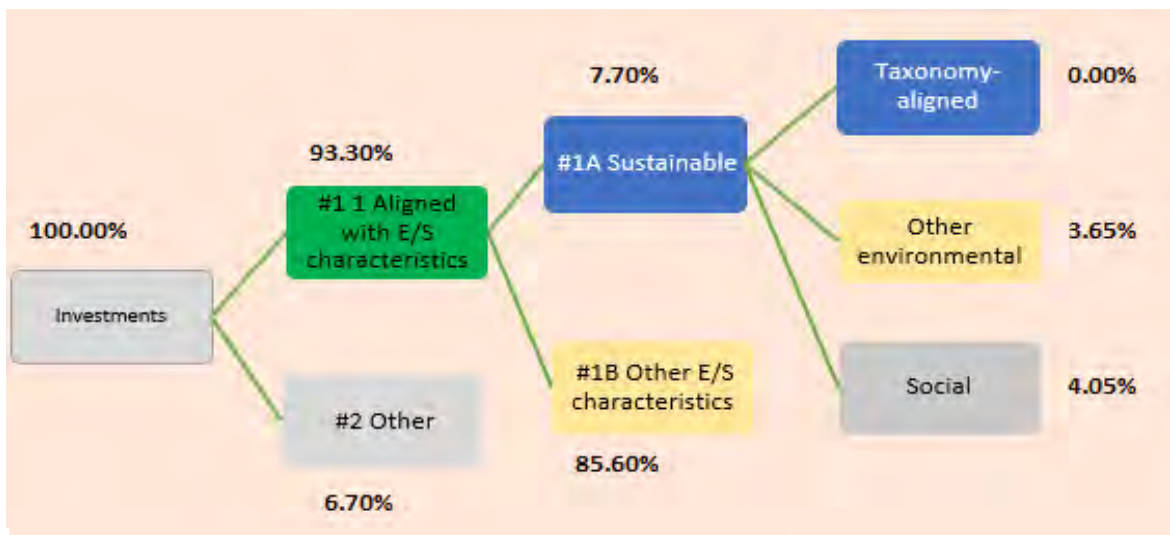 7.70%
Taxonomy-
aligned
0.00%
93.30%
#1A Sustainable
#1 1 Aligned
with E/S
characteristics
100.00%
Other
environmental
3.65%
Investments
#1B Other E/S
characteristics
Social
4.05%
#2 Other
85.60%
6.70%